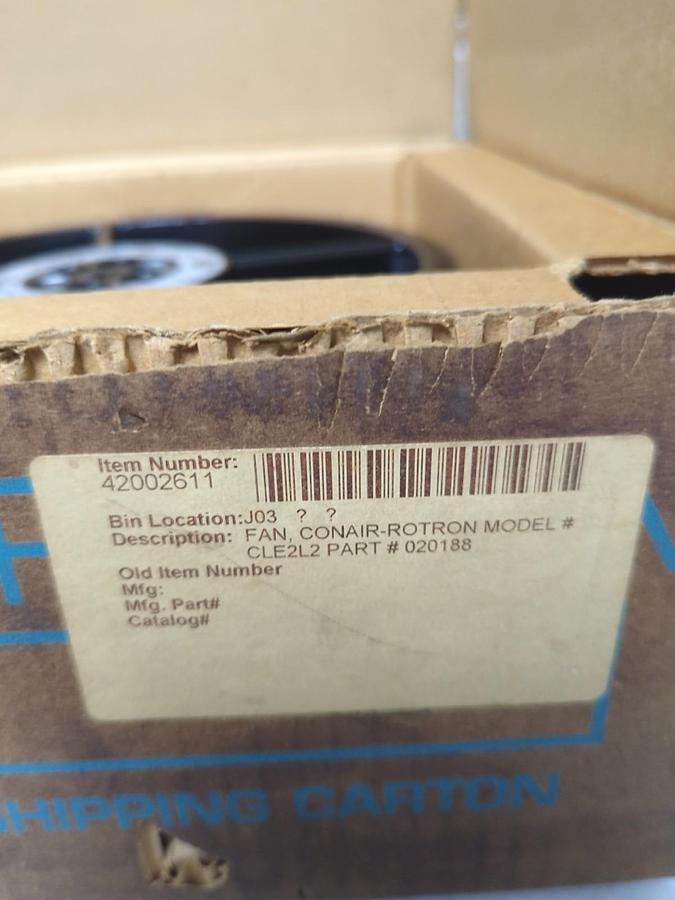 Item Number:
42002611
Bin Location:J03 ? ?
Description: FAN, CONAIR-ROTRON MODEL #
CLE2L2 PART # 020188
Old Item Number
Mfg:
Mfg. Part#
Catalog#
SHIPPING CARTON